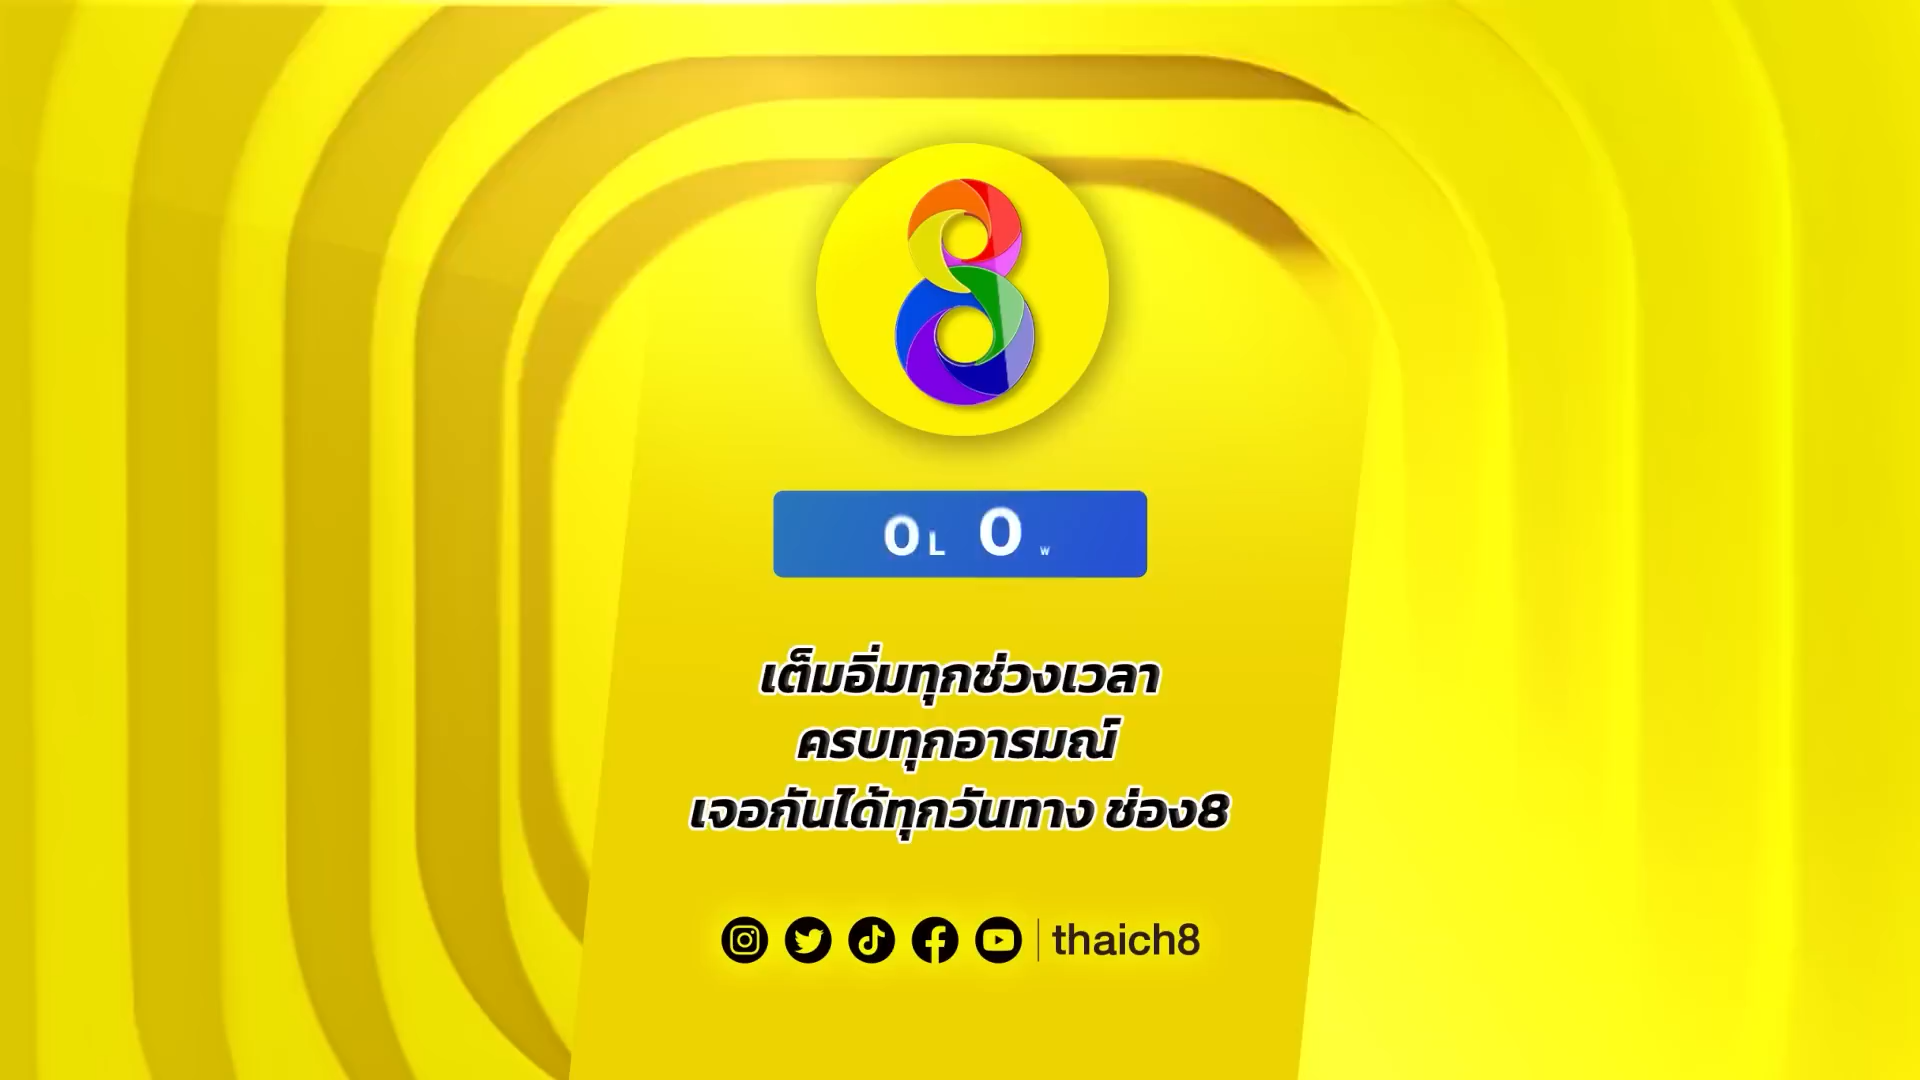 8
O L O W
เต็มอิ่มทุกช่วงเวลา
ครบทุกอารมณ์
เจอกันได้ทุกวันทาง ช่อง8
thaich8